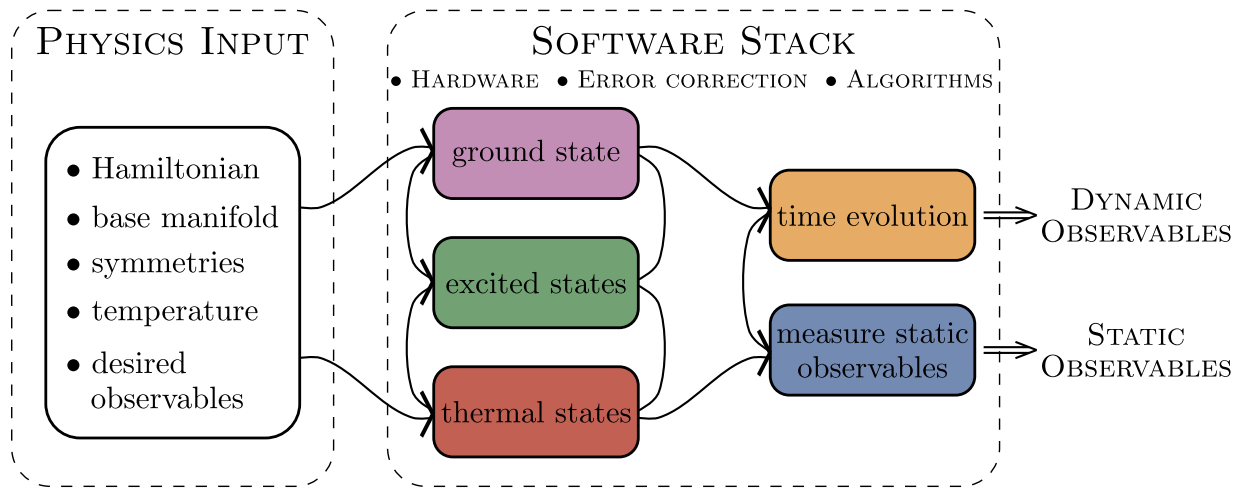 Physics Input
• Hamiltonian
• base manifold
• symmetries
• temperature
• desired
observables
Software Stack
• Hardware • Error correction • Algorithms
ground state
excited states
thermal states
time evolution
measure static
observables
Dynamic
Observables
Static
Observables